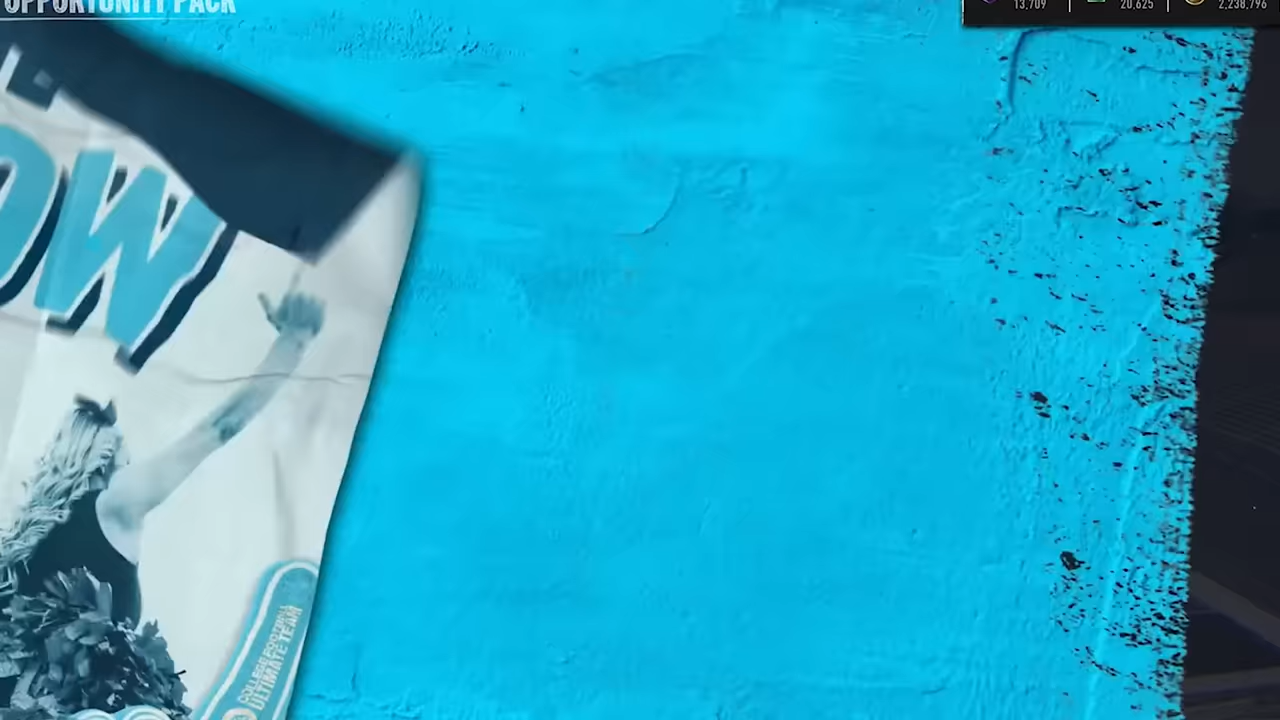 OPPORTUNITY PACK
13,709
20,625
2,238,796
OW
COLLEGE FOOTBALL
ULTIMATE TEAM